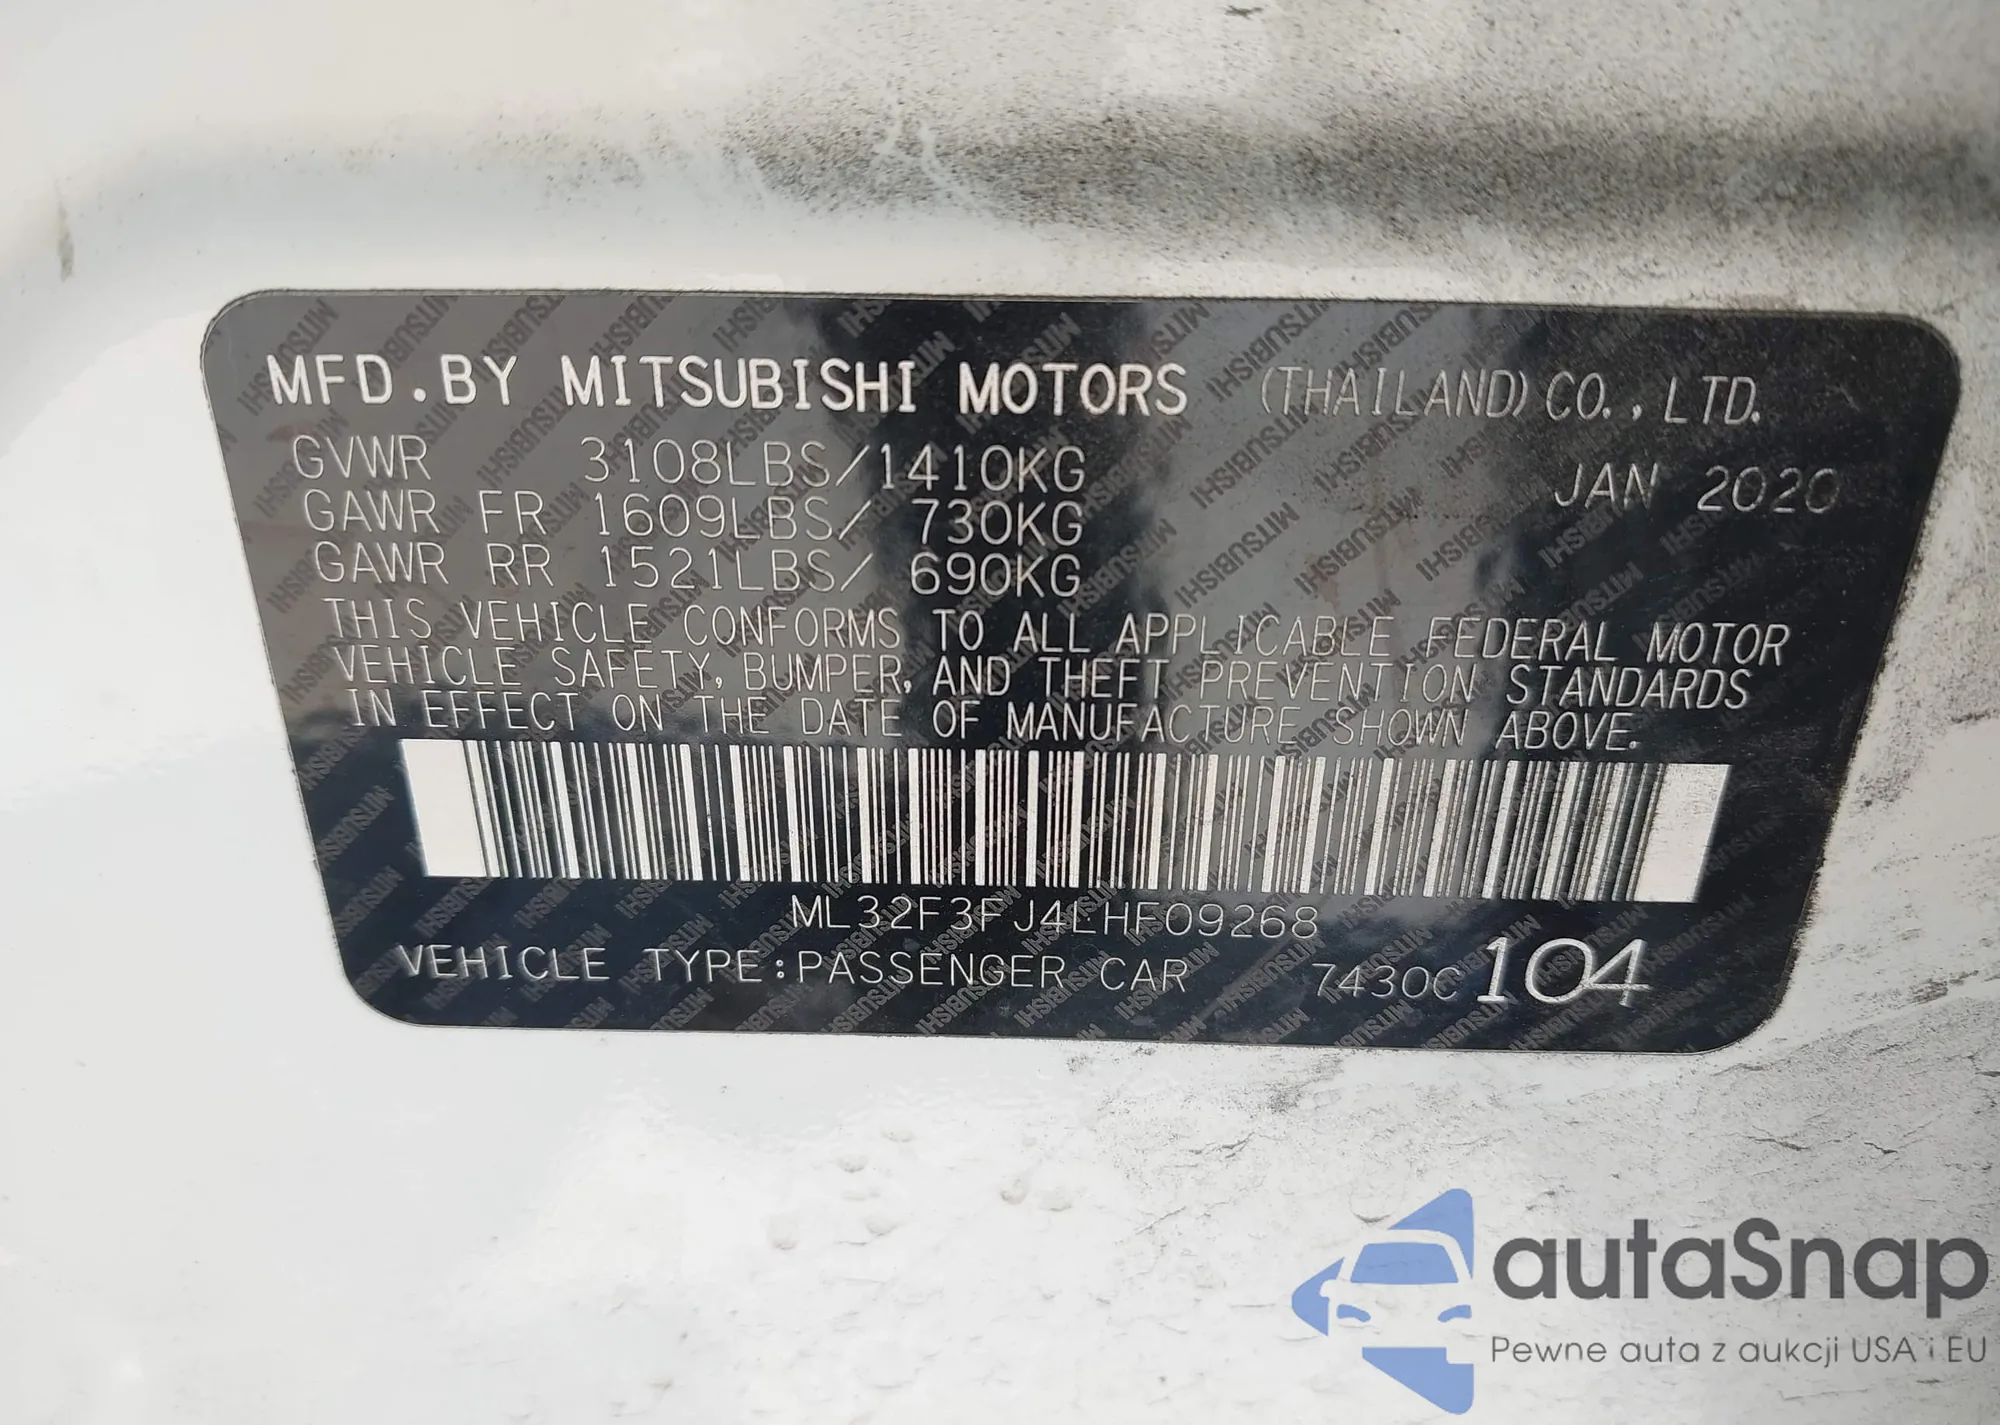 MFD.BY MITSUBISHI MOTORS (THAILAND) CO.,LTD.
GVWR 3108LBS/1410KG JAN 2020
GAWR FR 1609LBS/ 730KG
GAWR RR 1521LBS/ 690KG
THIS VEHICLE CONFORMS TO ALL APPLICABLE FEDERAL MOTOR
VEHICLE SAFETY, BUMPER, AND THEFT PREVENTION STANDARDS
IN EFFECT ON THE DATE OF MANUFACTURE SHOWN ABOVE.
ML32F3FJ4LHF09268
VEHICLE TYPE:PASSENGER CAR 7430C 104
autaSnap
Pewne auta z aukcji USA i EU